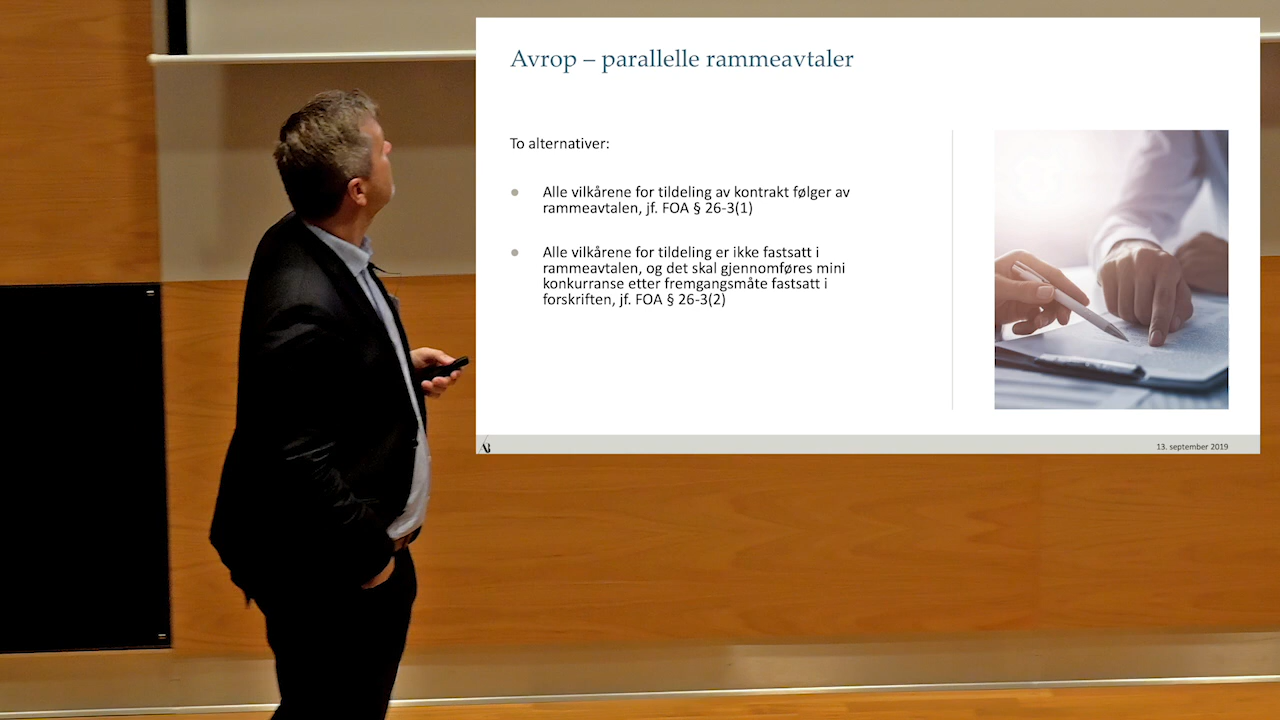 Avrop – parallelle rammeavtaler
To alternativer:
Alle vilkårene for tildeling av kontrakt følger av
rammeavtalen, jf. FOA § 26-3(1)
Alle vilkårene for tildeling er ikke fastsatt i
rammeavtalen, og det skal gjennomføres mini
konkurranse etter fremgangsmåte fastsatt i
forskriften, jf. FOA § 26-3(2)
AB
13. september 2019